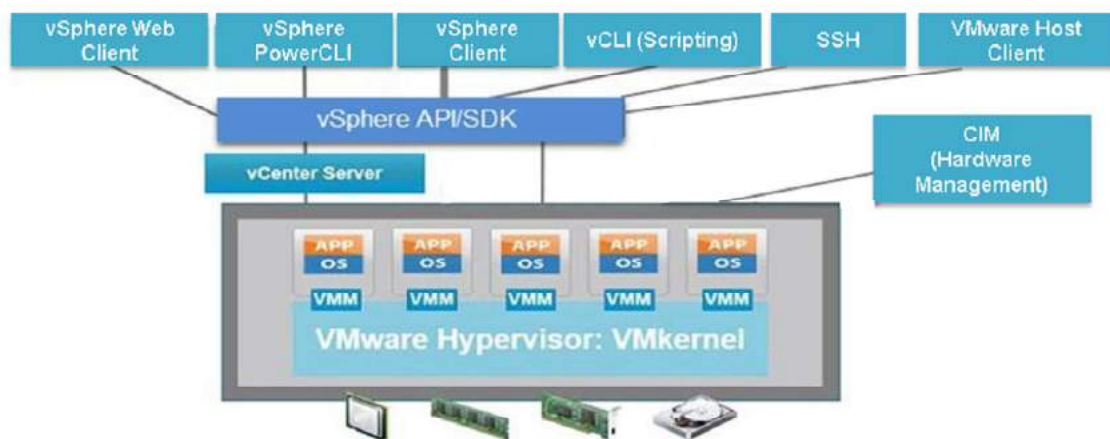 vSphere Web
Client
vSphere
PowerCLI
vSphere
Client
vCLI (Scripting)
SSH
VMware Host
Client
vSphere API/SDK
CIM
(Hardware
Management)
vCenter Server
APP
OS
APP
OS
APP
OS
APP
OS
APP
OS
VMM
VMM
VMM
VMM
VMM
VMware Hypervisor: VMkernel